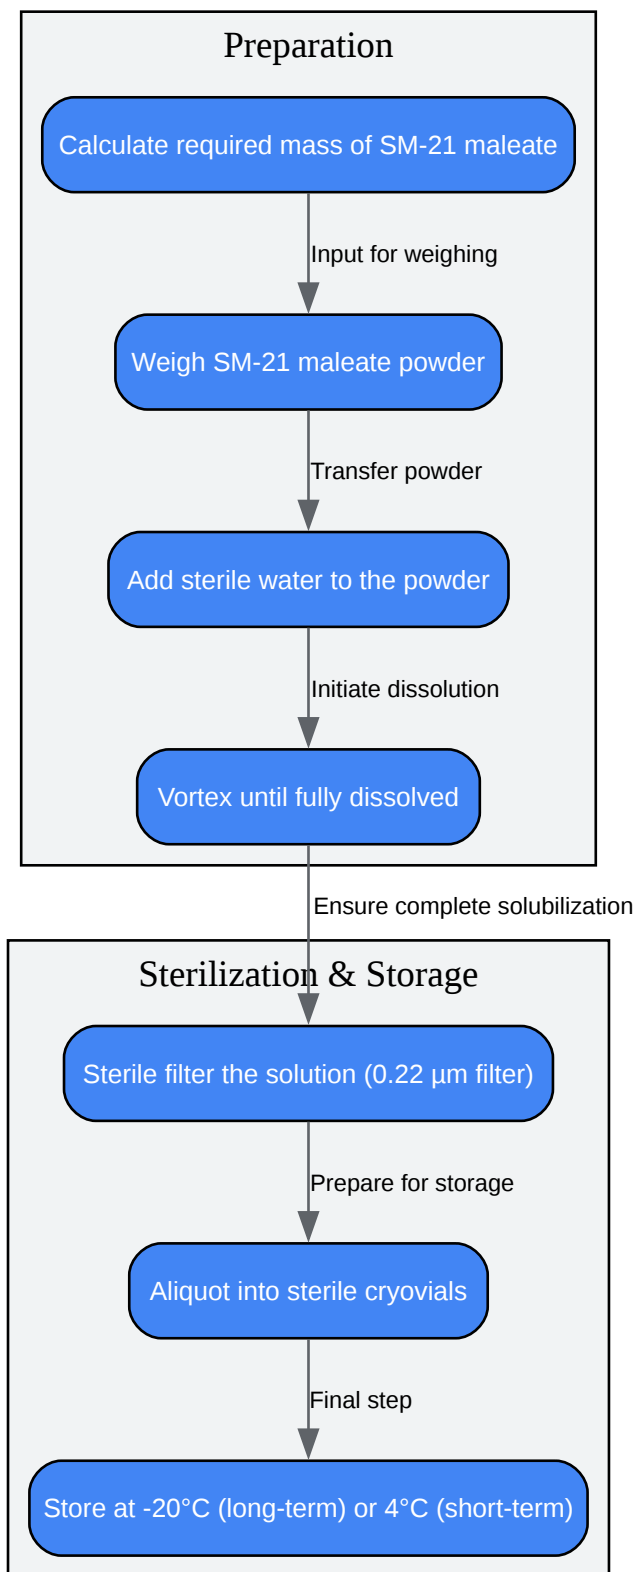 Preparation
Calculate required mass of SM-21 maleate
Input for weighing
Weigh SM-21 maleate powder
Transfer powder
Add sterile water to the powder
Initiate dissolution
Vortex until fully dissolved
Ensure complete solubilization
Sterilization & Storage
Sterile filter the solution (0.22 µm filter)
Prepare for storage
Aliquot into sterile cryovials
Final step
Store at -20°C (long-term) or 4°C (short-term)